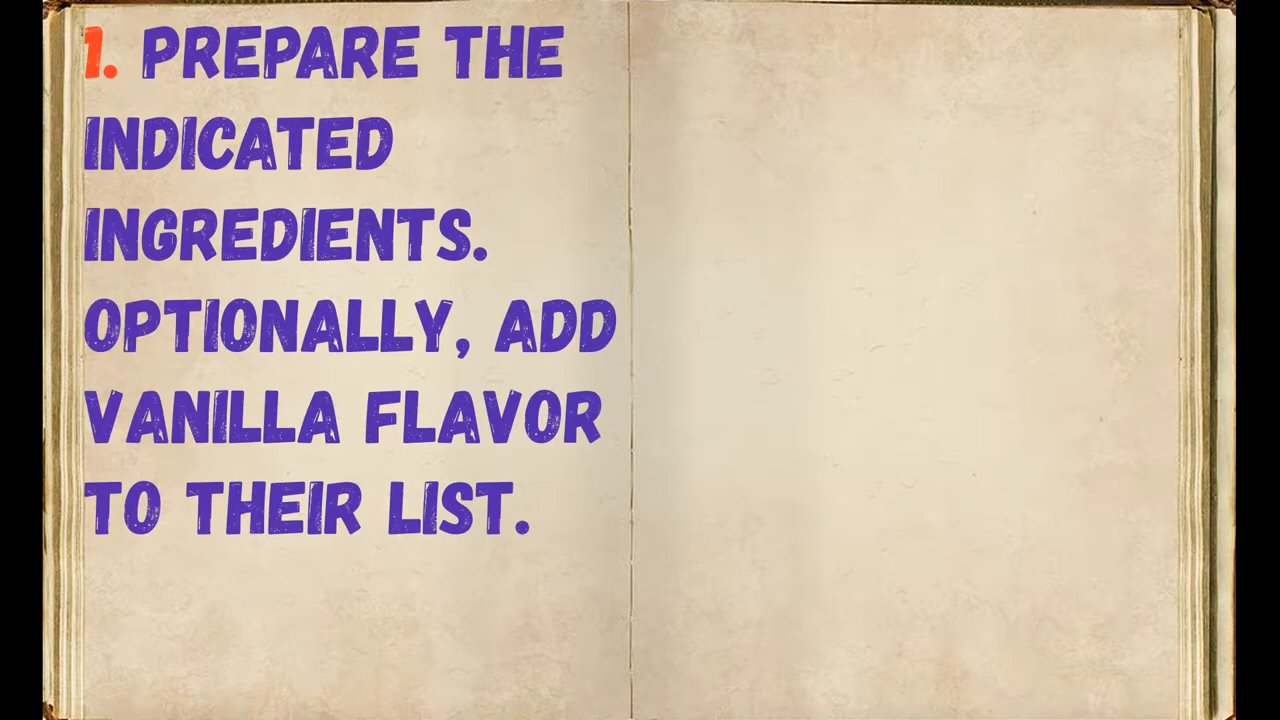 1. PREPARE THE
INDICATED
INGREDIENTS.
OPTIONALLY, ADD
VANILLA FLAVOR
TO THEIR LIST.